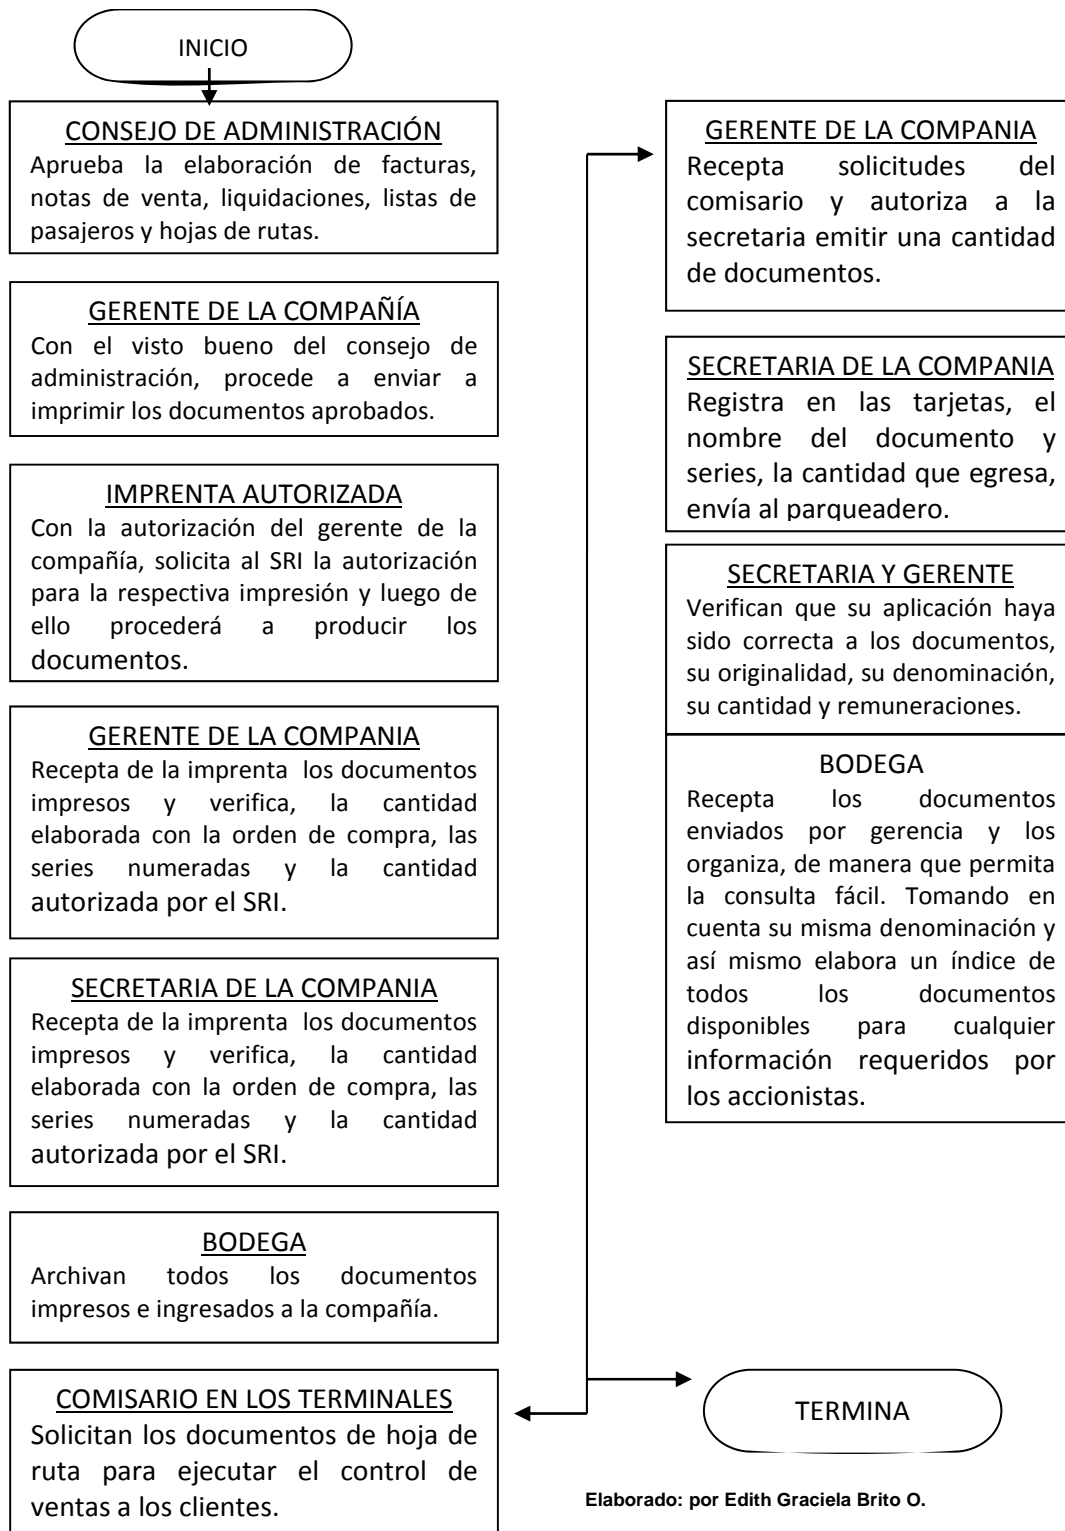 INICIO
CONSEJO DE ADMINISTRACIÓN
Aprueba la elaboración de facturas,
notas de venta, liquidaciones, listas de
pasajeros y hojas de rutas.
GERENTE DE LA COMPAÑÍA
Con el visto bueno del consejo de
administración, procede a enviar a
imprimir los documentos aprobados.
IMPRENTA AUTORIZADA
Con la autorización del gerente de la
compañía, solicita al SRI la autorización
para la respectiva impresión y luego de
ello procederá a producir los
documentos.
GERENTE DE LA COMPANIA
Recepta de la imprenta los documentos
impresos y verifica, la cantidad
elaborada con la orden de compra, las
series numeradas y la cantidad
autorizada por el SRI.
SECRETARIA DE LA COMPANIA
Recepta de la imprenta los documentos
impresos y verifica, la cantidad
elaborada con la orden de compra, las
series numeradas y la cantidad
autorizada por el SRI.
BODEGA
Archivan todos los documentos
impresos e ingresados a la compañía.
COMISARIO EN LOS TERMINALES
Solicitan los documentos de hoja de
ruta para ejecutar el control de
ventas a los clientes.
GERENTE DE LA COMPANIA
Recepta solicitudes del
comisario y autoriza a la
secretaria emitir una cantidad
de documentos.
SECRETARIA DE LA COMPANIA
Registra en las tarjetas, el
nombre del documento y
series, la cantidad que egresa,
envía al parqueadero.
SECRETARIA Y GERENTE
Verifican que su aplicación haya
sido correcta a los documentos,
su originalidad, su denominación,
su cantidad y remuneraciones.
BODEGA
Recepta los documentos
enviados por gerencia y los
organiza, de manera que permita
la consulta fácil. Tomando en
cuenta su misma denominación y
así mismo elabora un índice de
todos los documentos
disponibles para cualquier
información requeridos por
los accionistas.
TERMINA
Elaborado: por Edith Graciela Brito O.